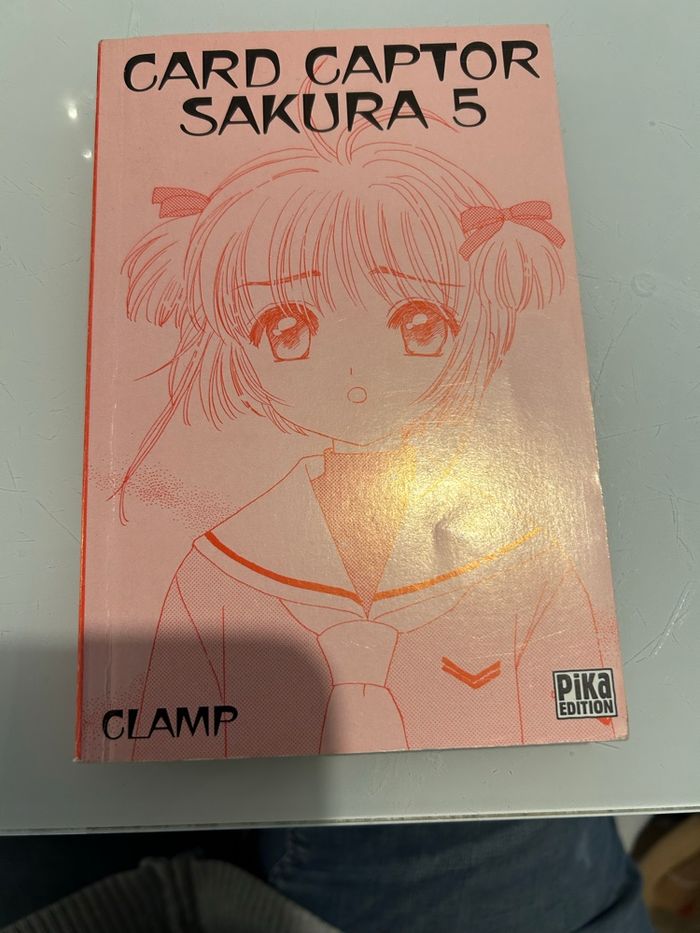 CARD CAPTOR
SAKURA 5
CLAMP
PiKa
EDITION